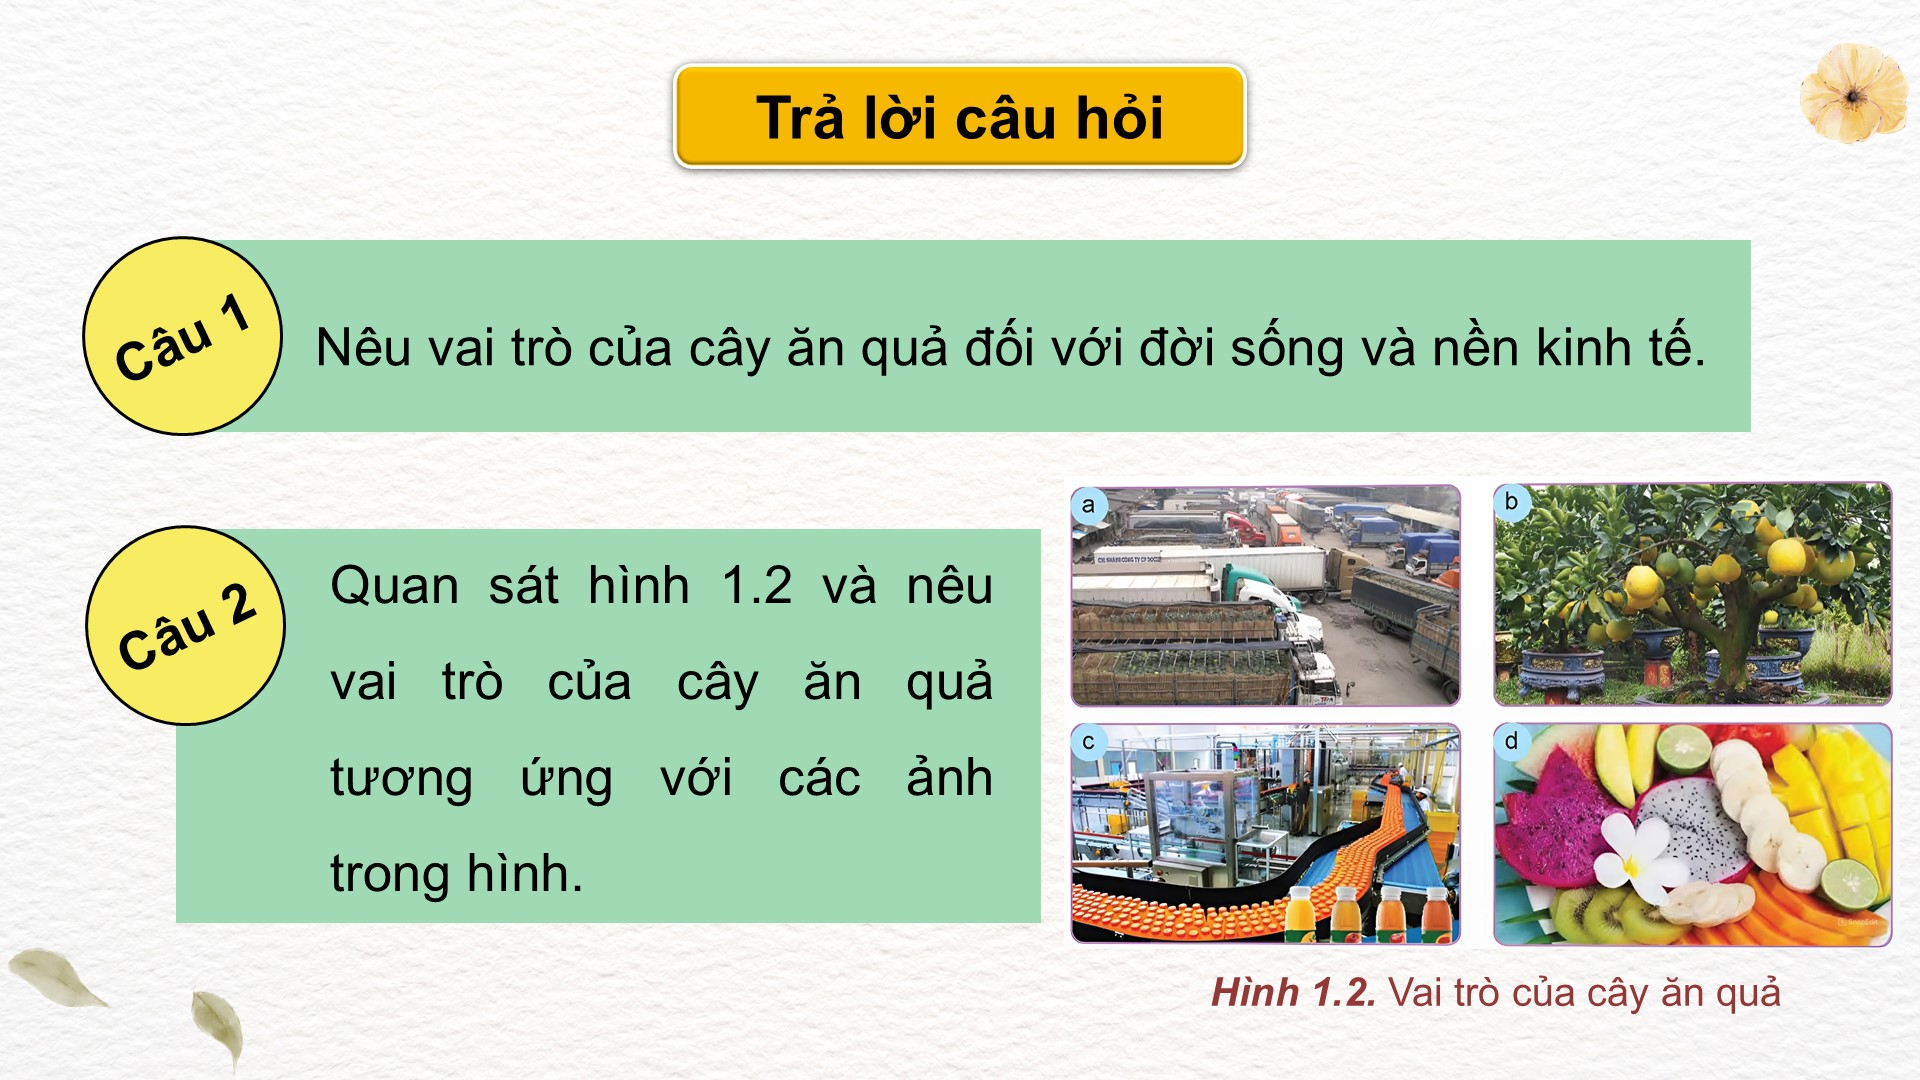 Trả lời câu hỏi
Câu 1
Nêu vai trò của cây ăn quả đối với đời sống và nền kinh tế.
Câu 2
Quan sát hình 1.2 và nêu
vai trò của cây ăn quả
tương ứng với các ảnh
trong hình.
a
b
c
d
Hình 1.2. Vai trò của cây ăn quả